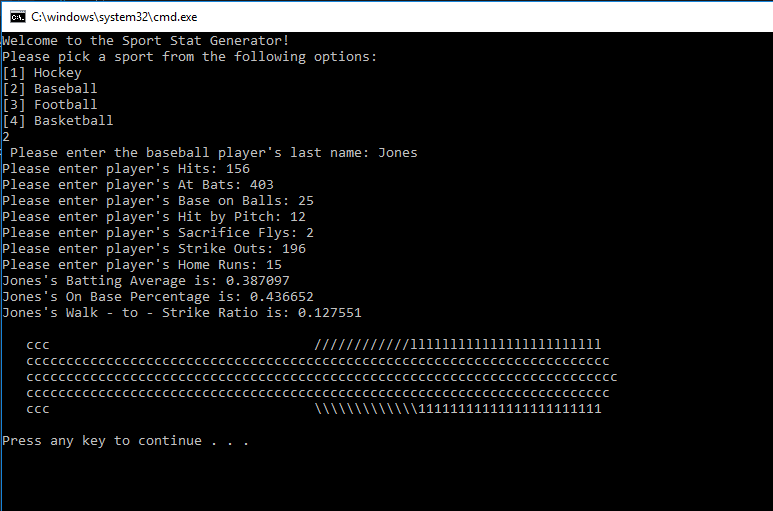 C:\windows\system32\cmd.exe
Welcome to the Sport Stat Generator!
Please pick a sport from the following options:
[1] Hockey
[2] Baseball
[3] Football
[4] Basketball
2
 Please enter the baseball player's last name: Jones
Please enter player's Hits: 156
Please enter player's At Bats: 403
Please enter player's Base on Balls: 25
Please enter player's Hit by Pitch: 12
Please enter player's Sacrifice Flys: 2
Please enter player's Strike Outs: 196
Please enter player's Home Runs: 15
Jones's Batting Average is: 0.387097
Jones's On Base Percentage is: 0.436652
Jones's Walk - to - Strike Ratio is: 0.127551
   ccc                                 ////////////llllllllllllllllllllllll
   ccccccccccccccccccccccccccccccccccccccccccccccccccccccccccccccccccccccccc
   cccccccccccccccccccccccccccccccccccccccccccccccccccccccccccccccccccccccccc
   ccccccccccccccccccccccccccccccccccccccccccccccccccccccccccccccccccccccccc
   ccc                                 \\\\\\\\\\\\\11111111111111111111111
Press any key to continue . . .